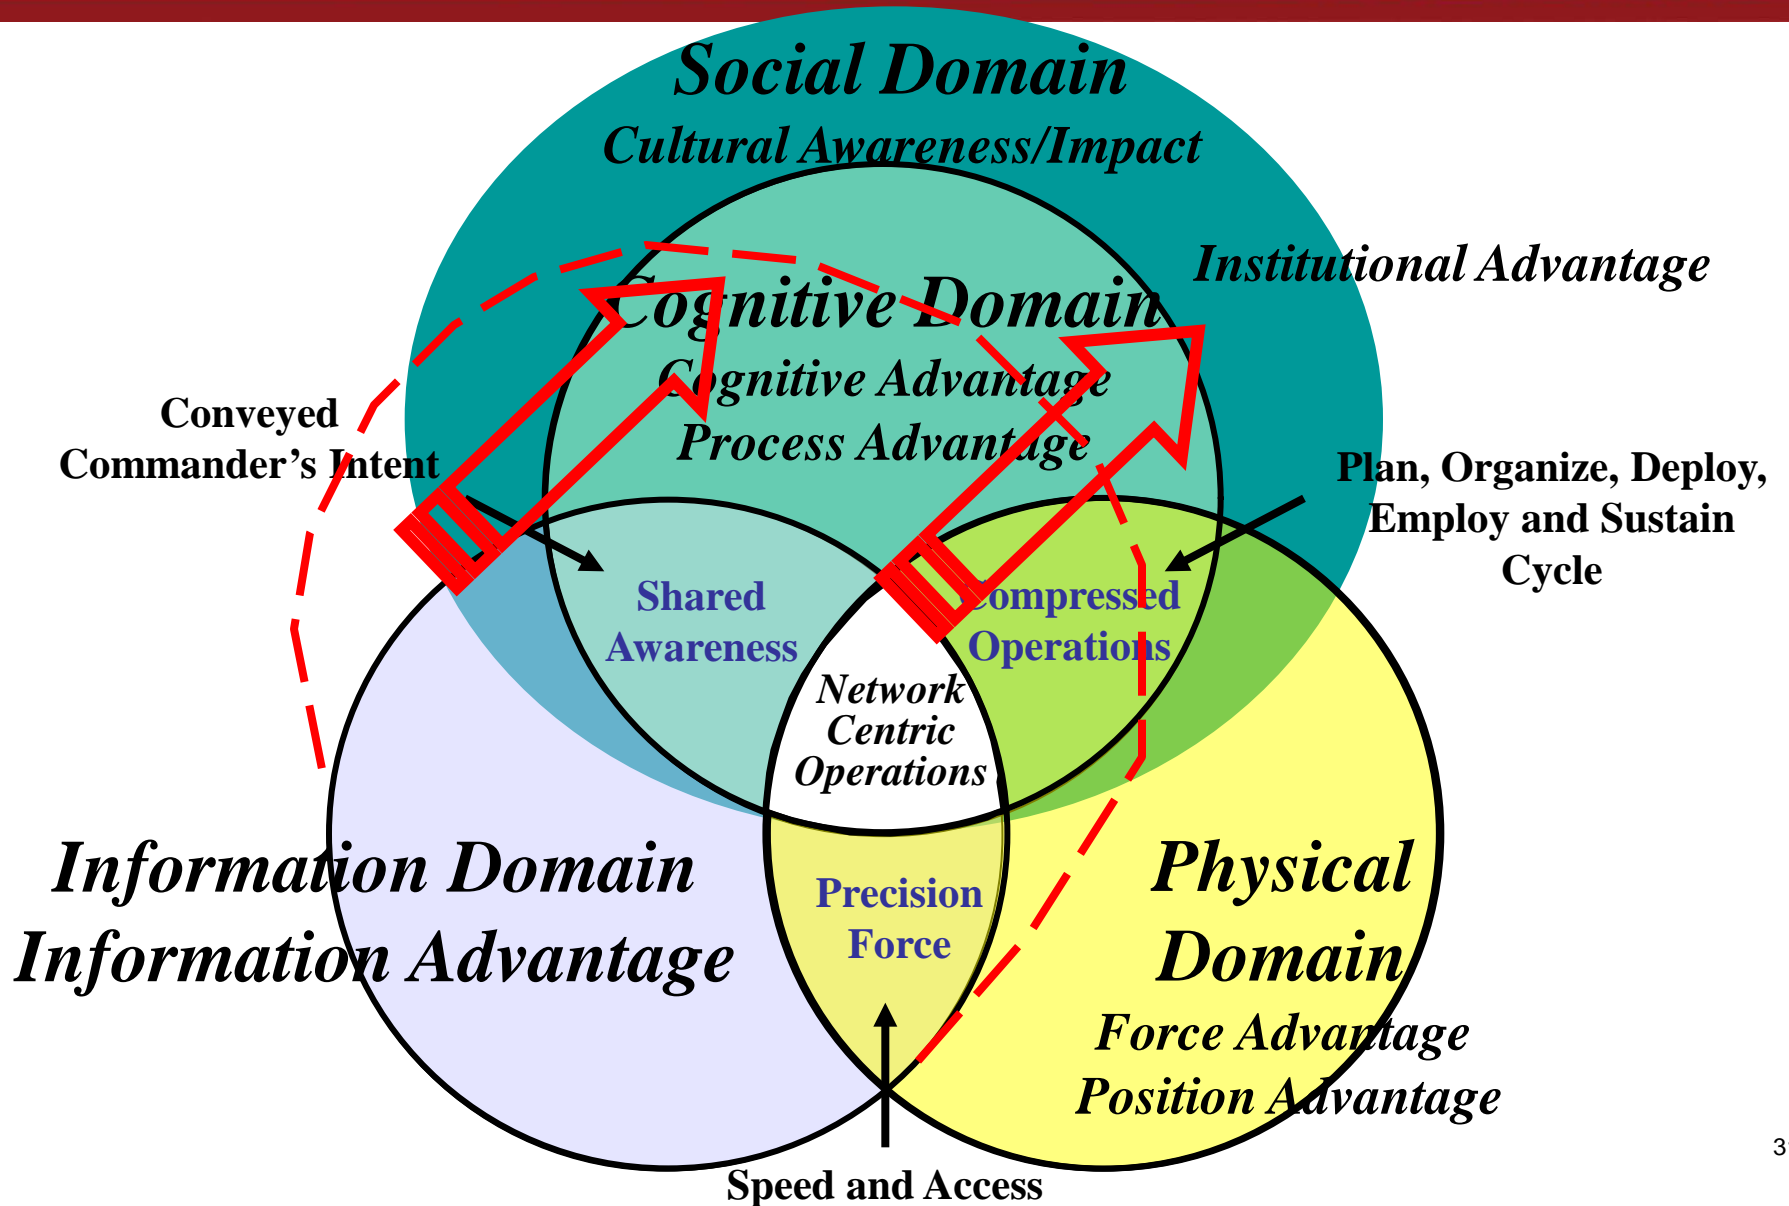 Social Domain
Cultural Awareness/Impact
Institutional Advantage
Cognitive Domain
Cognitive Advantage
Process Advantage
Conveyed
Commander’s Intent
Plan, Organize, Deploy,
Employ and Sustain
Cycle
Shared
Awareness
Compressed
Operations
Network
Centric
Operations
Information Domain
Information Advantage
Precision
Force
Physical
Domain
Force Advantage
Position Advantage
Speed and Access